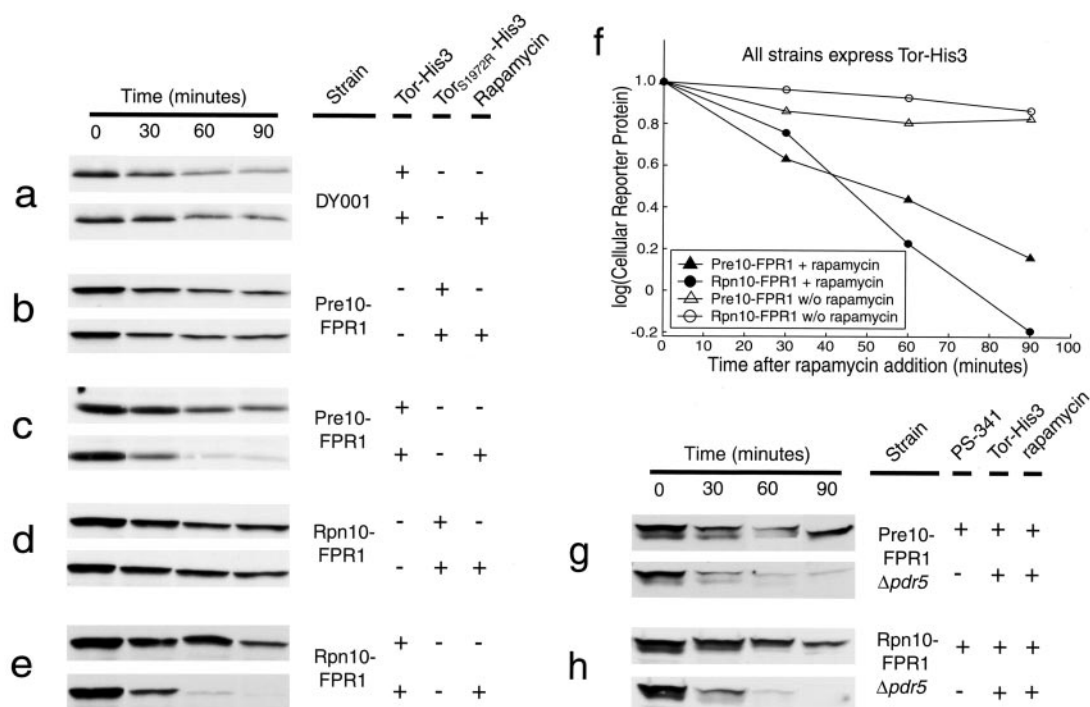 Time (minutes)
0 30 60 90
Strain
Tor-His3
TorS1972R-His3
Rapamycin
a
DY001
+ - -
+ - +
b
Pre10-
FPR1
- + -
- + +
c
Pre10-
FPR1
+ - -
+ - +
d
Rpn10-
FPR1
- + -
- + +
e
Rpn10-
FPR1
+ - -
+ - +
f
All strains express Tor-His3
log(Cellular Reporter Protein)
1.0
0.8
0.6
0.4
0.2
0
-0.2
Pre10-FPR1 + rapamycin
Rpn10-FPR1 + rapamycin
Pre10-FPR1 w/o rapamycin
Rpn10-FPR1 w/o rapamycin
0 10 20 30 40 50 60 70 80 90 100
Time after rapamycin addition (minutes)
Time (minutes)
0 30 60 90
Strain
PS-341
Tor-His3
rapamycin
g
Pre10-
FPR1
Δpdr5
+ + +
- + +
h
Rpn10-
FPR1
Δpdr5
+ + +
- + +